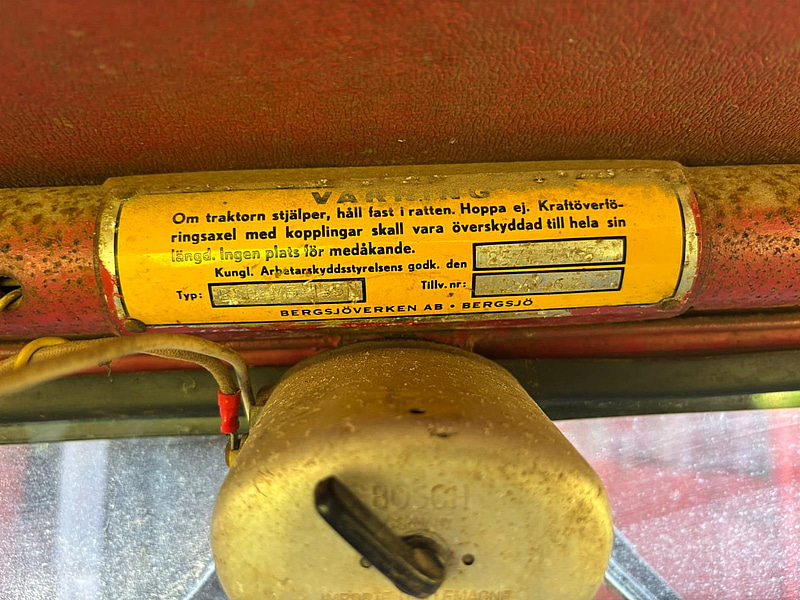 VARNING
Om traktorn stjälper, håll fast i ratten. Hoppa ej. Kraftöverfö-
ringsaxel med kopplingar skall vara överskyddad till hela sin
längd. Ingen plats för medåkande.
Kungl. Arbetarskyddsstyrelsens godk. den
Typ:
Tillv. nr:
BERGSJÖVERKEN AB • BERGSJÖ
BOSCH